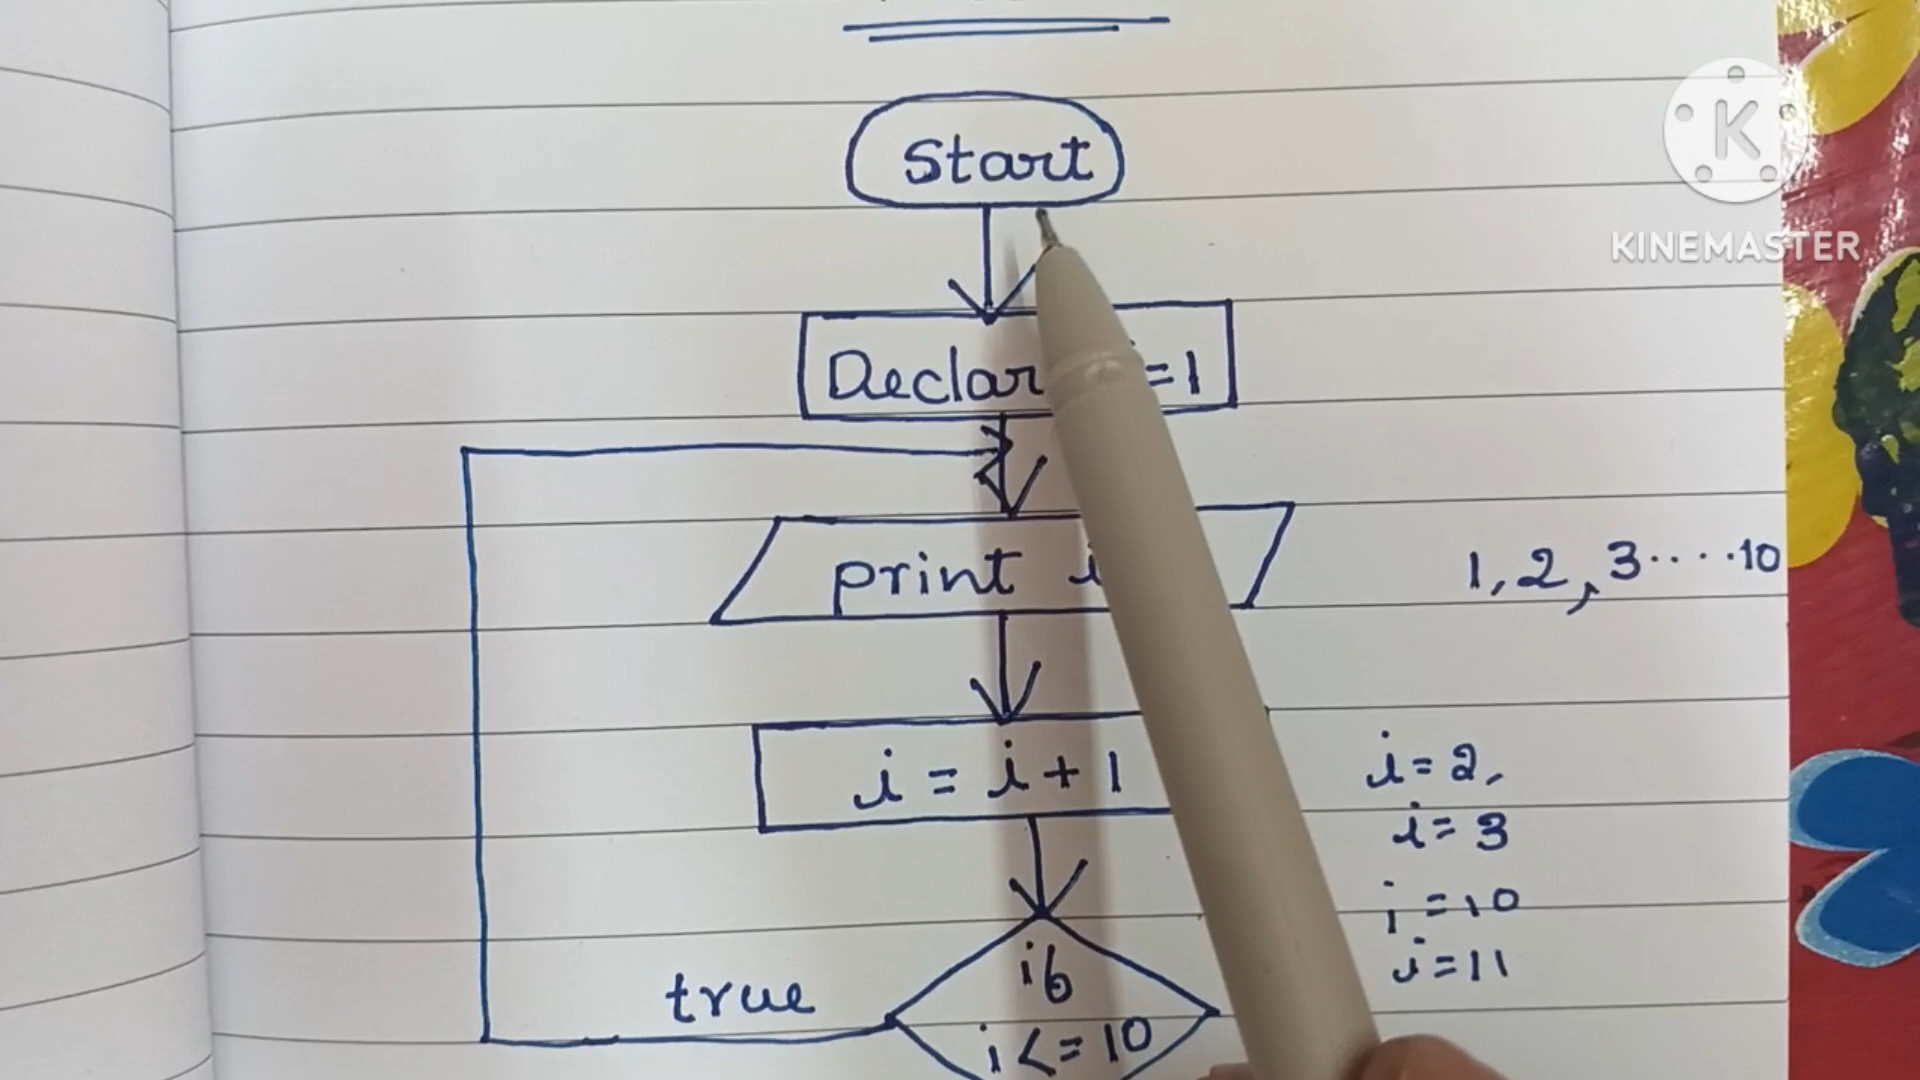 Start
Declar =1
print i
1, 2, 3....10
i = i + 1
i=2,
i=3
i=10
i=11
true
if
i<=10
K
KINEMASTER